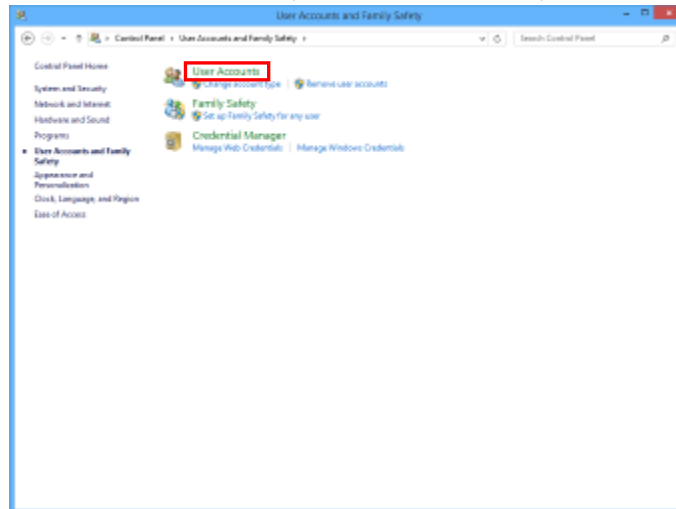 User Accounts and Family Safety
Control Panel › User Accounts and Family Safety ›
Search Control Panel
Control Panel Home
System and Security
Network and Internet
Hardware and Sound
Programs
User Accounts and Family
Safety
Appearance and
Personalization
Clock, Language, and Region
Ease of Access
User Accounts
Change account type | Remove user accounts
Family Safety
Set up Family Safety for any user
Credential Manager
Manage Web Credentials | Manage Windows Credentials